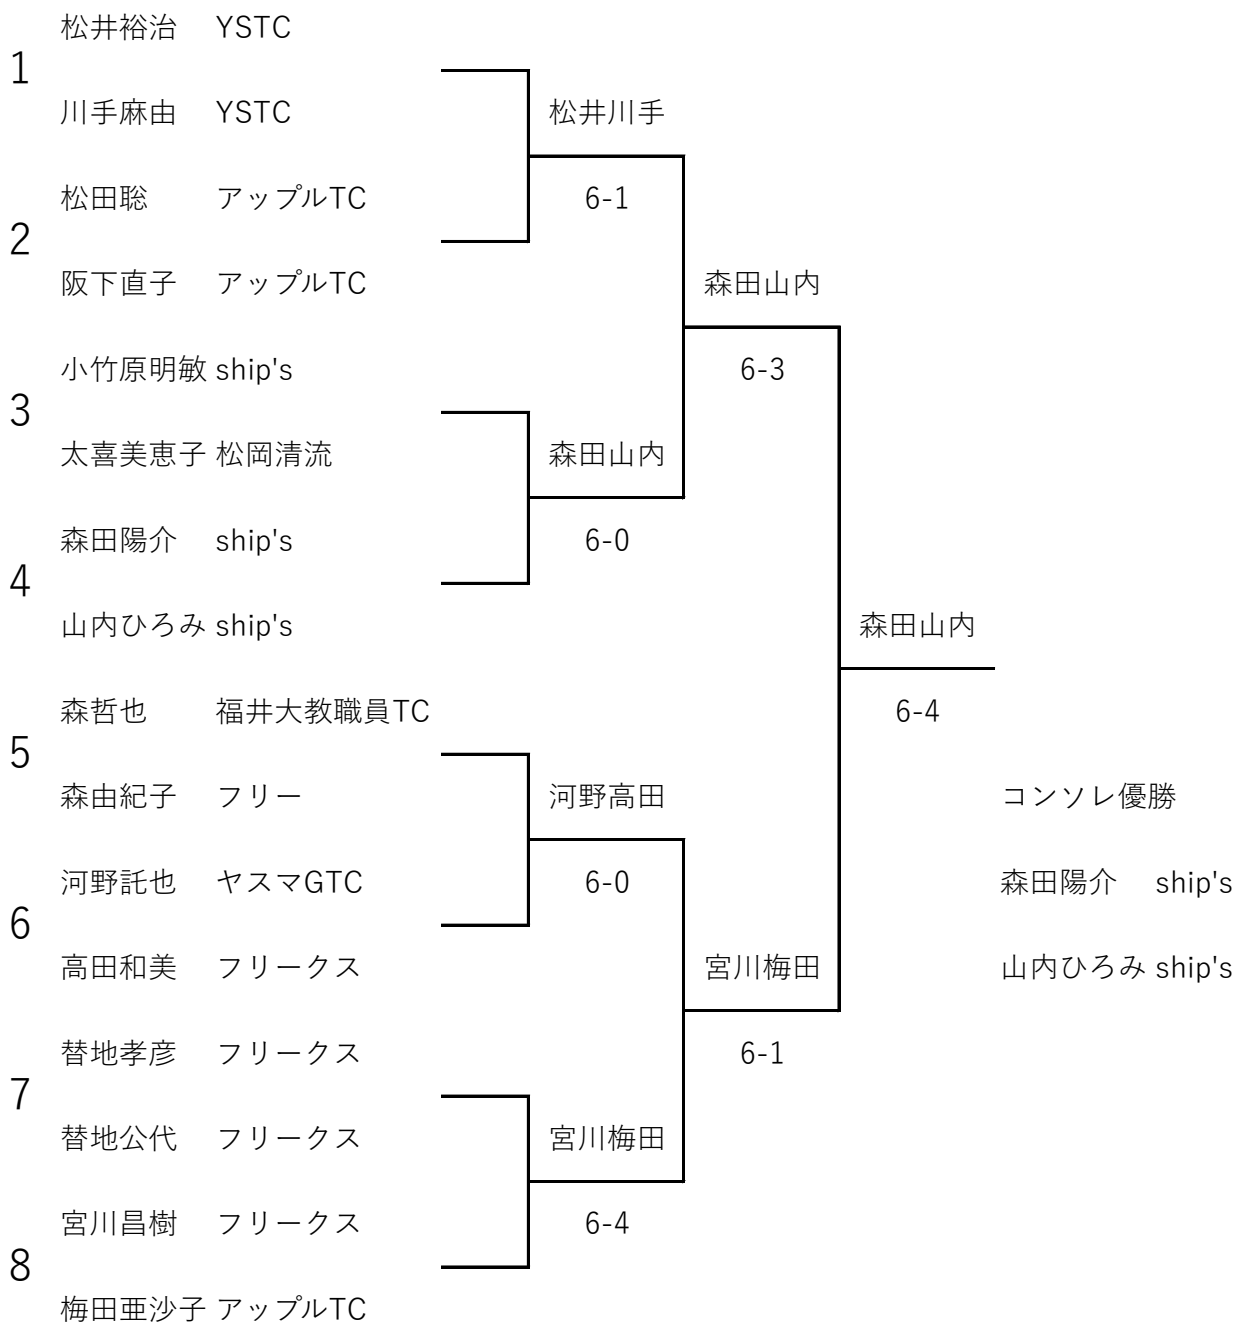 松井裕治 YSTC
1
川手麻由 YSTC 松井川手
松田聡 アップルTC 6-1
2
阪下直子 アップルTC 森田山内
小竹原明敏 ship's 6-3
3
太喜美恵子 松岡清流 森田山内
森田陽介 ship's 6-0
4
山内ひろみ ship's 森田山内
森哲也 福井大教職員TC 6-4
5
森由紀子 フリー 河野高田 コンソレ優勝
河野託也 ヤスマGTC 6-0 森田陽介 ship's
6
高田和美 フリークス 宮川梅田 山内ひろみ ship's
替地孝彦 フリークス 6-1
7
替地公代 フリークス 宮川梅田
宮川昌樹 フリークス 6-4
8
梅田亜沙子 アップルTC